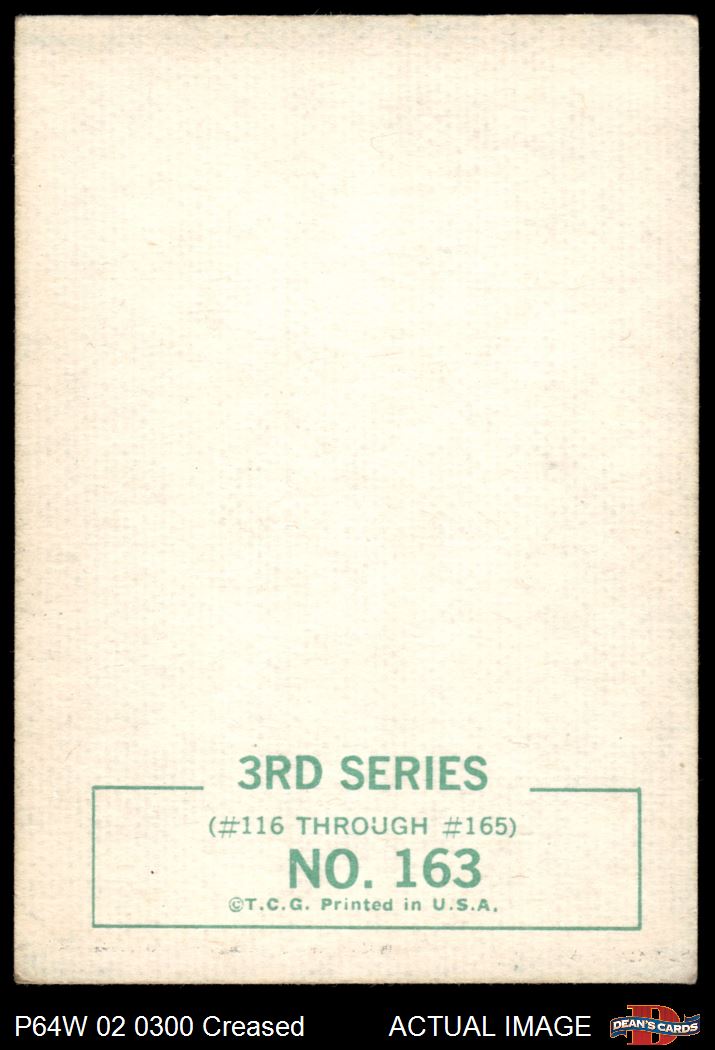 3RD SERIES
(#116 THROUGH #165)
NO. 163
©T.C.G. Printed in U.S.A.
P64W 02 0300 Creased
ACTUAL IMAGE
DEAN'S CARDS